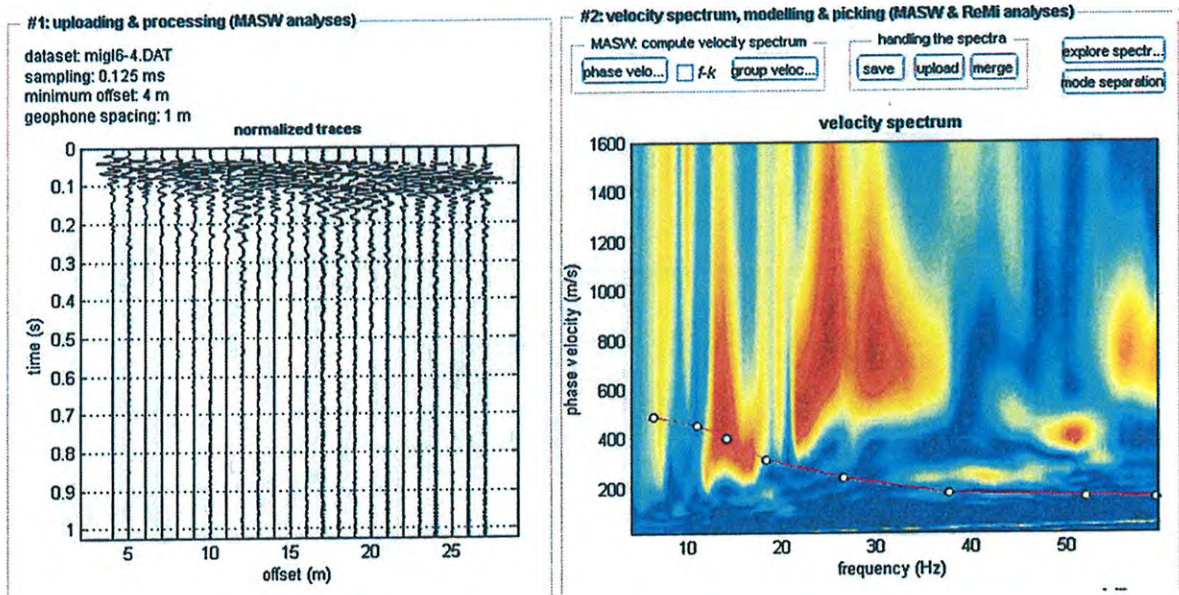 #1: uploading & processing (MASW analyses)
dataset: migl6-4.DAT
sampling: 0.125 ms
minimum offset: 4 m
geophone spacing: 1 m
normalized traces
0
0.1
0.2
0.3
0.4
0.5
0.6
0.7
0.8
0.9
1
time (s)
5 10 15 20 25
offset (m)
#2: velocity spectrum, modelling & picking (MASW & ReMi analyses)
MASW: compute velocity spectrum
phase velo... f-k group veloc...
handling the spectra
save upload merge
explore spectr...
mode separation
velocity spectrum
1600
1400
1200
1000
800
600
400
200
phase velocity (m/s)
10 20 30 40 50
frequency (Hz)